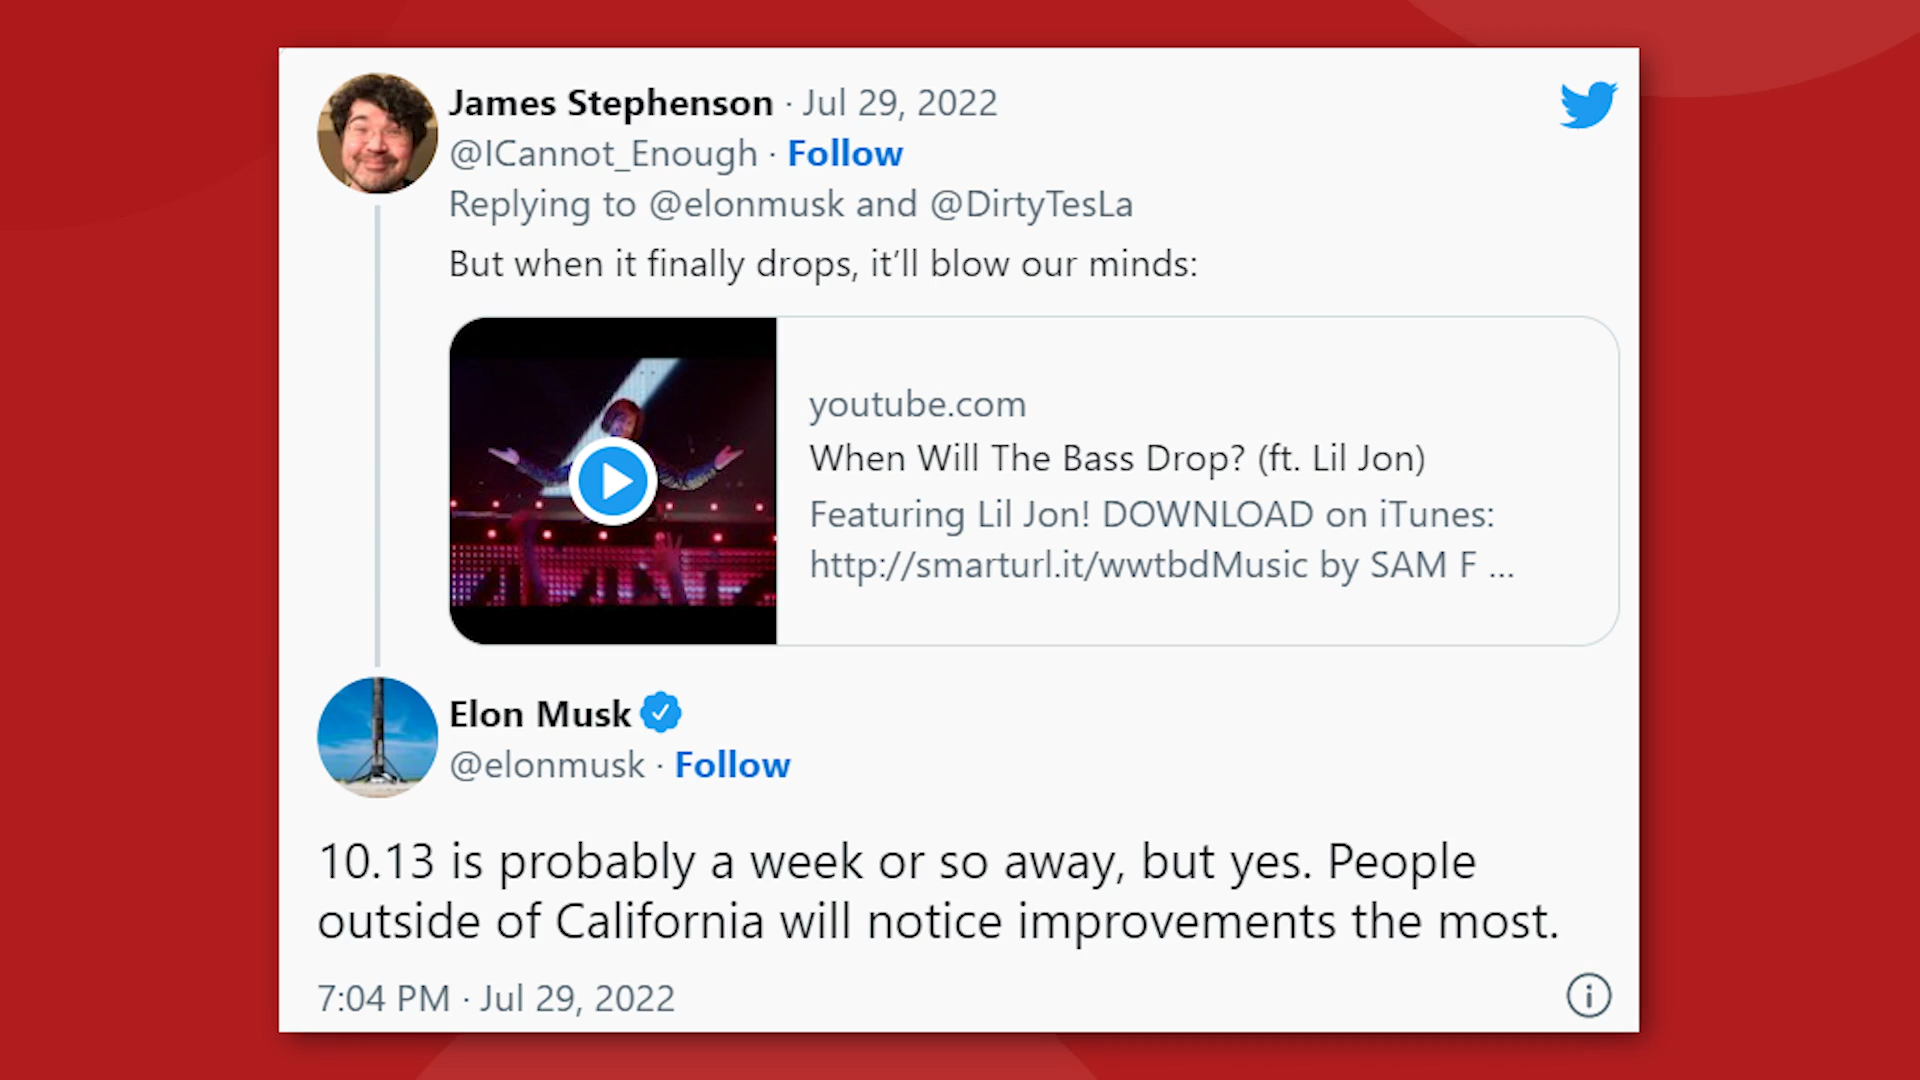 James Stephenson · Jul 29, 2022
@ICannot_Enough · Follow
Replying to @elonmusk and @DirtyTesLa
But when it finally drops, it’ll blow our minds:
youtube.com
When Will The Bass Drop? (ft. Lil Jon)
Featuring Lil Jon! DOWNLOAD on iTunes:
http://smarturl.it/wwtbdMusic by SAM F ...
Elon Musk
@elonmusk · Follow
10.13 is probably a week or so away, but yes. People
outside of California will notice improvements the most.
7:04 PM · Jul 29, 2022